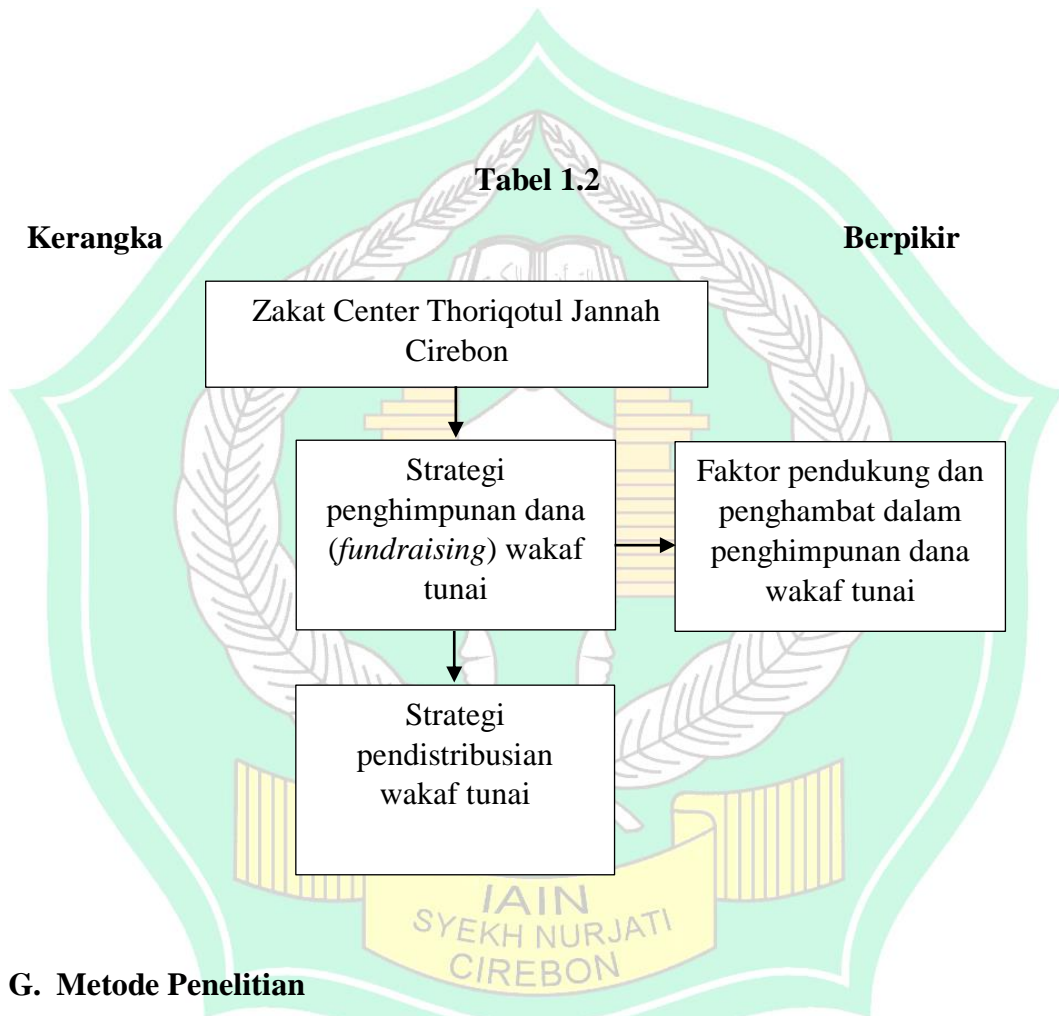 Tabel 1.2
Kerangka Berpikir
Zakat Center Thoriqotul Jannah
Cirebon
Strategi
penghimpunan dana
(fundraising) wakaf
tunai
Faktor pendukung dan
penghambat dalam
penghimpunan dana
wakaf tunai
Strategi
pendistribusian
wakaf tunai
IAIN
SYEKH NURJATI
CIREBON
G. Metode Penelitian